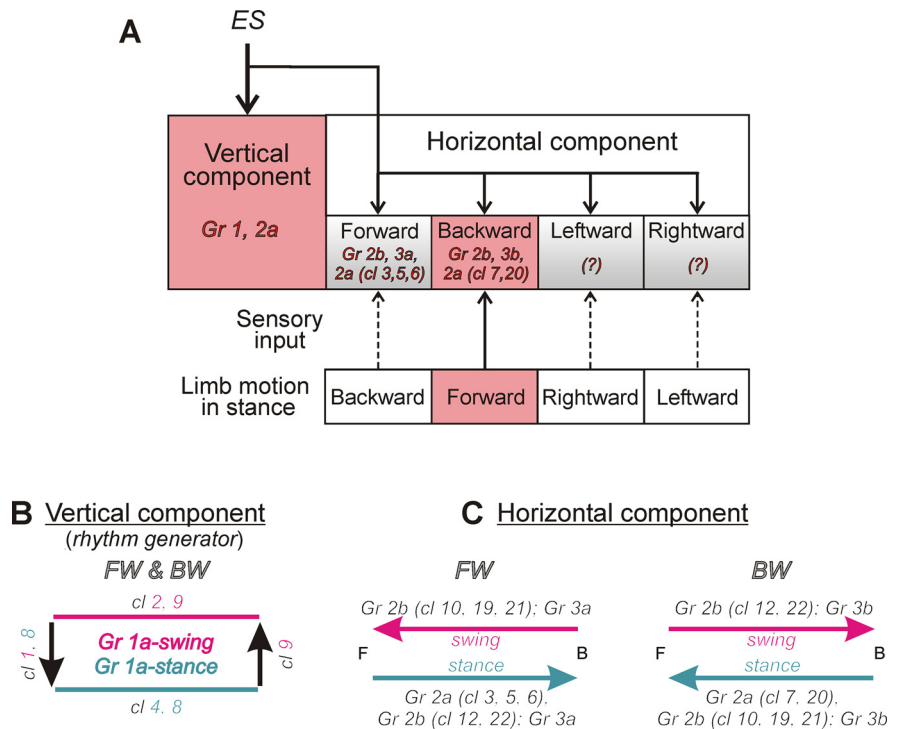 A
ES
Vertical
component
Gr 1, 2a
Horizontal component
Forward
Gr 2b, 3a,
2a (cl 3,5,6)
Backward
Gr 2b, 3b,
2a (cl 7,20)
Leftward
(?)
Rightward
(?)
Sensory
input
Limb motion
in stance
Backward
Forward
Rightward
Leftward
B Vertical component
(rhythm generator)
FW & BW
cl 2, 9
cl 1, 8
Gr 1a-swing
Gr 1a-stance
cl 9
cl 4, 8
C Horizontal component
FW
Gr 2b (cl 10, 19, 21); Gr 3a
swing
F
B
stance
Gr 2a (cl 3, 5, 6),
Gr 2b (cl 12, 22); Gr 3a
BW
Gr 2b (cl 12, 22); Gr 3b
swing
F
B
stance
Gr 2a (cl 7, 20),
Gr 2b (cl 10, 19, 21); Gr 3b